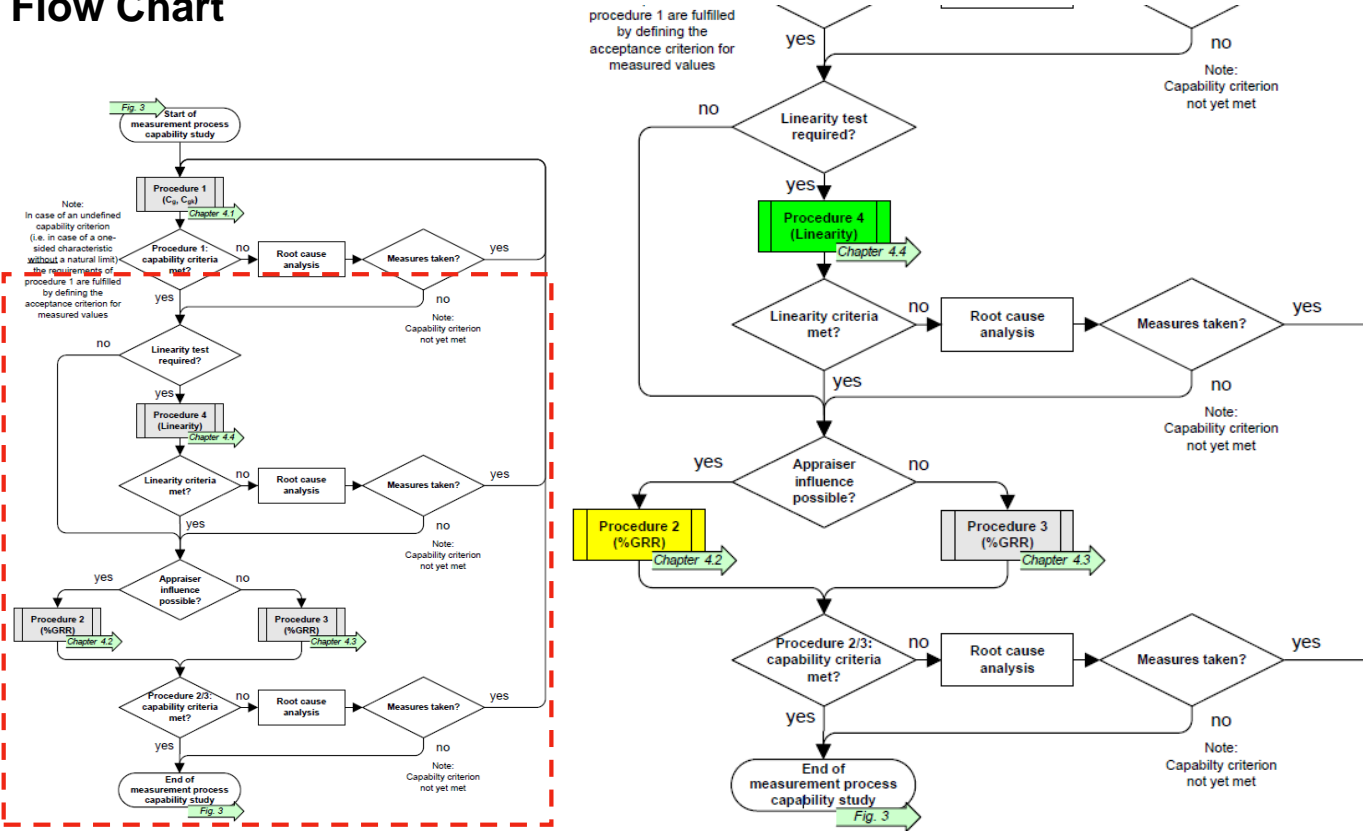 Flow Chart
Fig. 3
Start of
measurement process
capability study
Procedure 1
(Cg, Cgk)
Chapter 4.1
Note:
In case of an undefined
capability criterion
(i.e. in case of a one-
sided characteristic
without a natural limit)
the requirements of
procedure 1 are fulfilled
by defining the
acceptance criterion for
measured values
Procedure 1:
capability criteria
met?
no
Root cause
analysis
Measures taken?
yes
yes
no
Note:
Capability criterion
not yet met
no
Linearity test
required?
yes
Procedure 4
(Linearity)
Chapter 4.4
Linearity criteria
met?
no
Root cause
analysis
Measures taken?
yes
yes
no
Note:
Capability criterion
not yet met
yes
Appraiser
influence
possible?
no
Procedure 2
(%GRR)
Chapter 4.2
Procedure 3
(%GRR)
Chapter 4.3
Procedure 2/3:
capability criteria
met?
no
Root cause
analysis
Measures taken?
yes
yes
no
Note:
Capability criterion
not yet met
End of
measurement process
capability study
Fig. 3
procedure 1 are fulfilled
by defining the
acceptance criterion for
measured values
yes
no
Note:
Capability criterion
not yet met
no
Linearity test
required?
yes
Procedure 4
(Linearity)
Chapter 4.4
Linearity criteria
met?
no
Root cause
analysis
Measures taken?
yes
yes
no
Note:
Capability criterion
not yet met
yes
Appraiser
influence
possible?
no
Procedure 2
(%GRR)
Chapter 4.2
Procedure 3
(%GRR)
Chapter 4.3
Procedure 2/3:
capability criteria
met?
no
Root cause
analysis
Measures taken?
yes
yes
no
Note:
Capabilty criterion
not yet met
End of
measurement process
capability study
Fig. 3